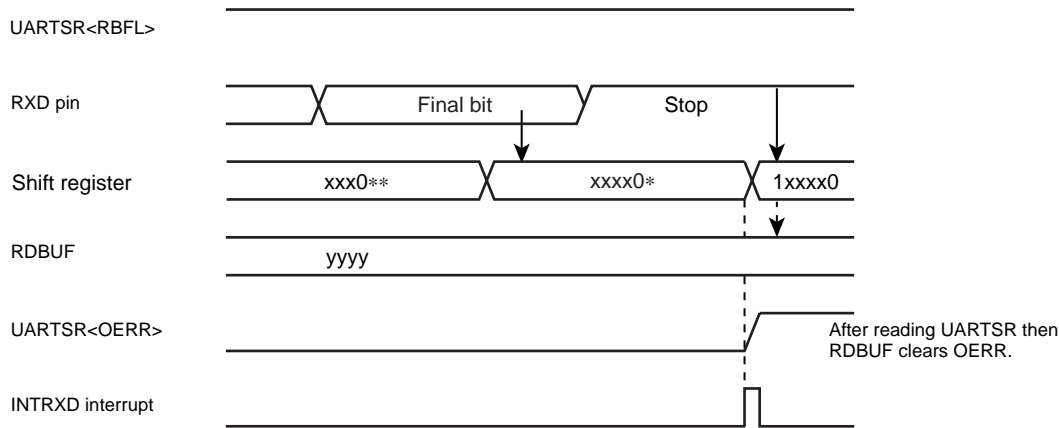 UARTSR<RBFL>
RXD pin
Final bit
Stop
Shift register
xxx0**
xxxx0*
1xxxx0
RDBUF
yyyy
UARTSR<OERR>
After reading UARTSR then
RDBUF clears OERR.
INTRXD interrupt